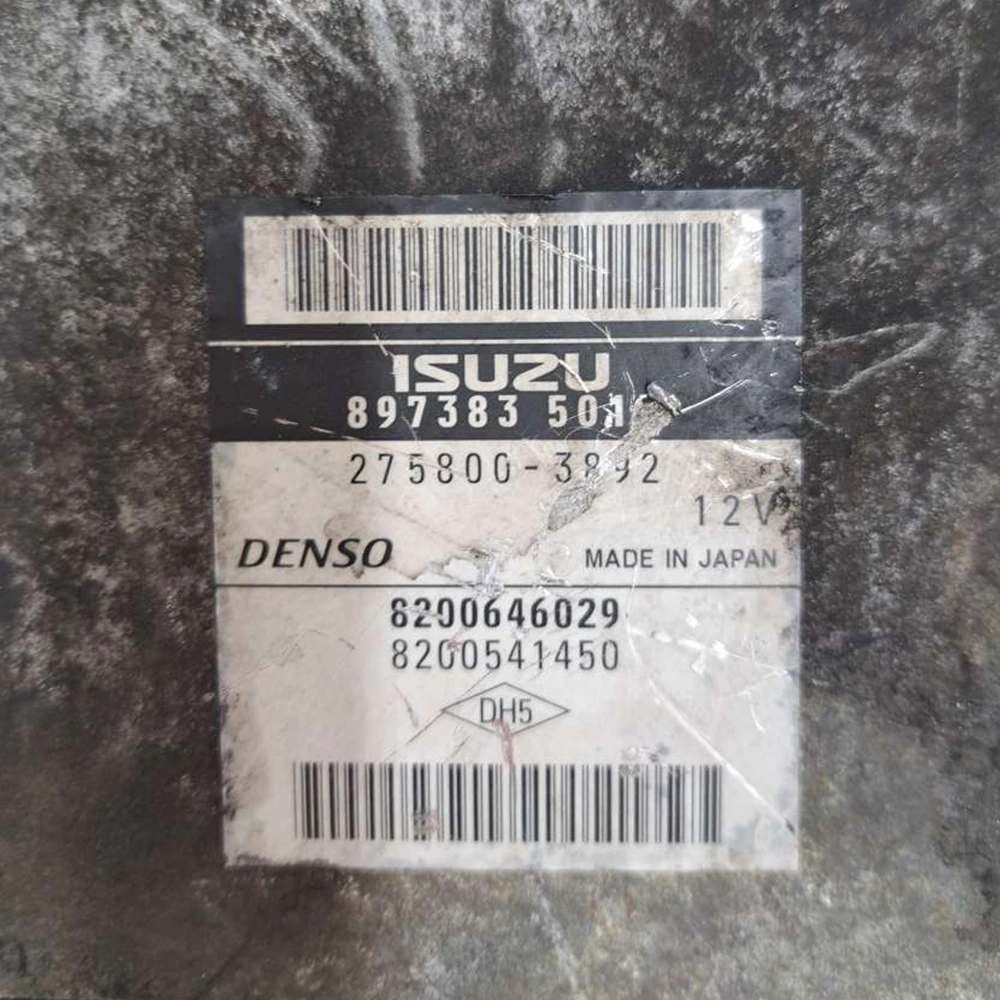 ISUZU
897383 501
275800-3892
12V
DENSO
MADE IN JAPAN
8200646029
8200541450
DH5